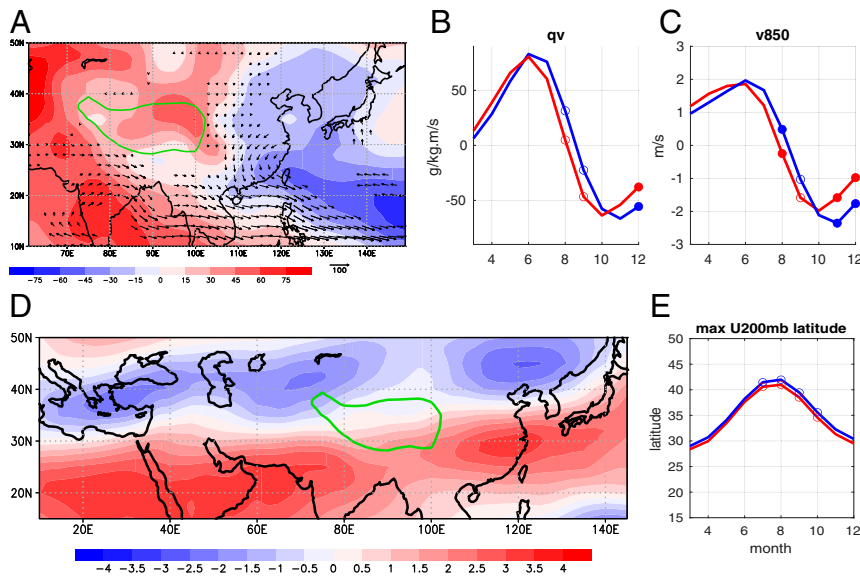 A
50N
40N
30N
20N
10N
70E 80E 90E 100E 110E 120E 130E 140E
-75 -60 -45 -30 -15 0 15 30 45 60 75
100
B
qv
g/kg.m/s
50
0
-50
4 6 8 10 12
C
v850
m/s
3
2
1
0
-1
-2
-3
4 6 8 10 12
D
50N
40N
30N
20N
20E 40E 60E 80E 100E 120E 140E
-4 -3.5 -3 -2.5 -2 -1.5 -1 -0.5 0 0.5 1 1.5 2 2.5 3 3.5 4
E
max U200mb latitude
latitude
50
45
40
35
30
25
20
15
4 6 8 10 12
month